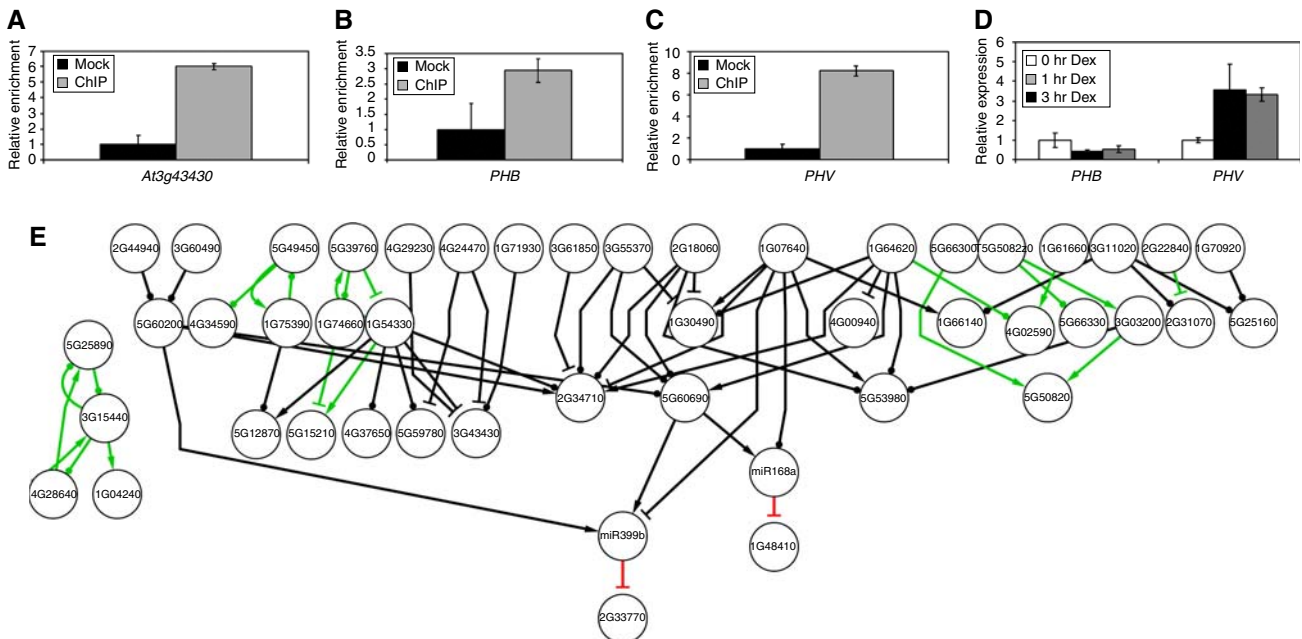 A
Relative enrichment
7
6
5
4
3
2
1
0
Mock
ChIP
At3g43430
B
Relative enrichment
3.5
3
2.5
2
1.5
1
0.5
0
Mock
ChIP
PHB
C
Relative enrichment
10
8
6
4
2
0
Mock
ChIP
PHV
D
Relative expression
6
5
4
3
2
1
0
0 hr Dex
1 hr Dex
3 hr Dex
PHB PHV
E
2G44940 3G60490 5G49450 5G39760 4G29230 4G24470 1G71930 3G61850 3G55370 2G18060 1G07640 1G64620 5G66300 1G61660 3G11020 2G22840 1G70920
5G60200 4G34590 1G75390 1G74660 1G54330 1G30490 4G00940 1G66140 4G02590 5G66330 3G03200 2G31070 5G25160
5G25890
2G34710 5G60690 5G53980 5G50820
3G15440
5G12870 5G15210 4G37650 5G59780 3G43430
miR168a
4G28640 1G04240
miR399b
1G48410
2G33770